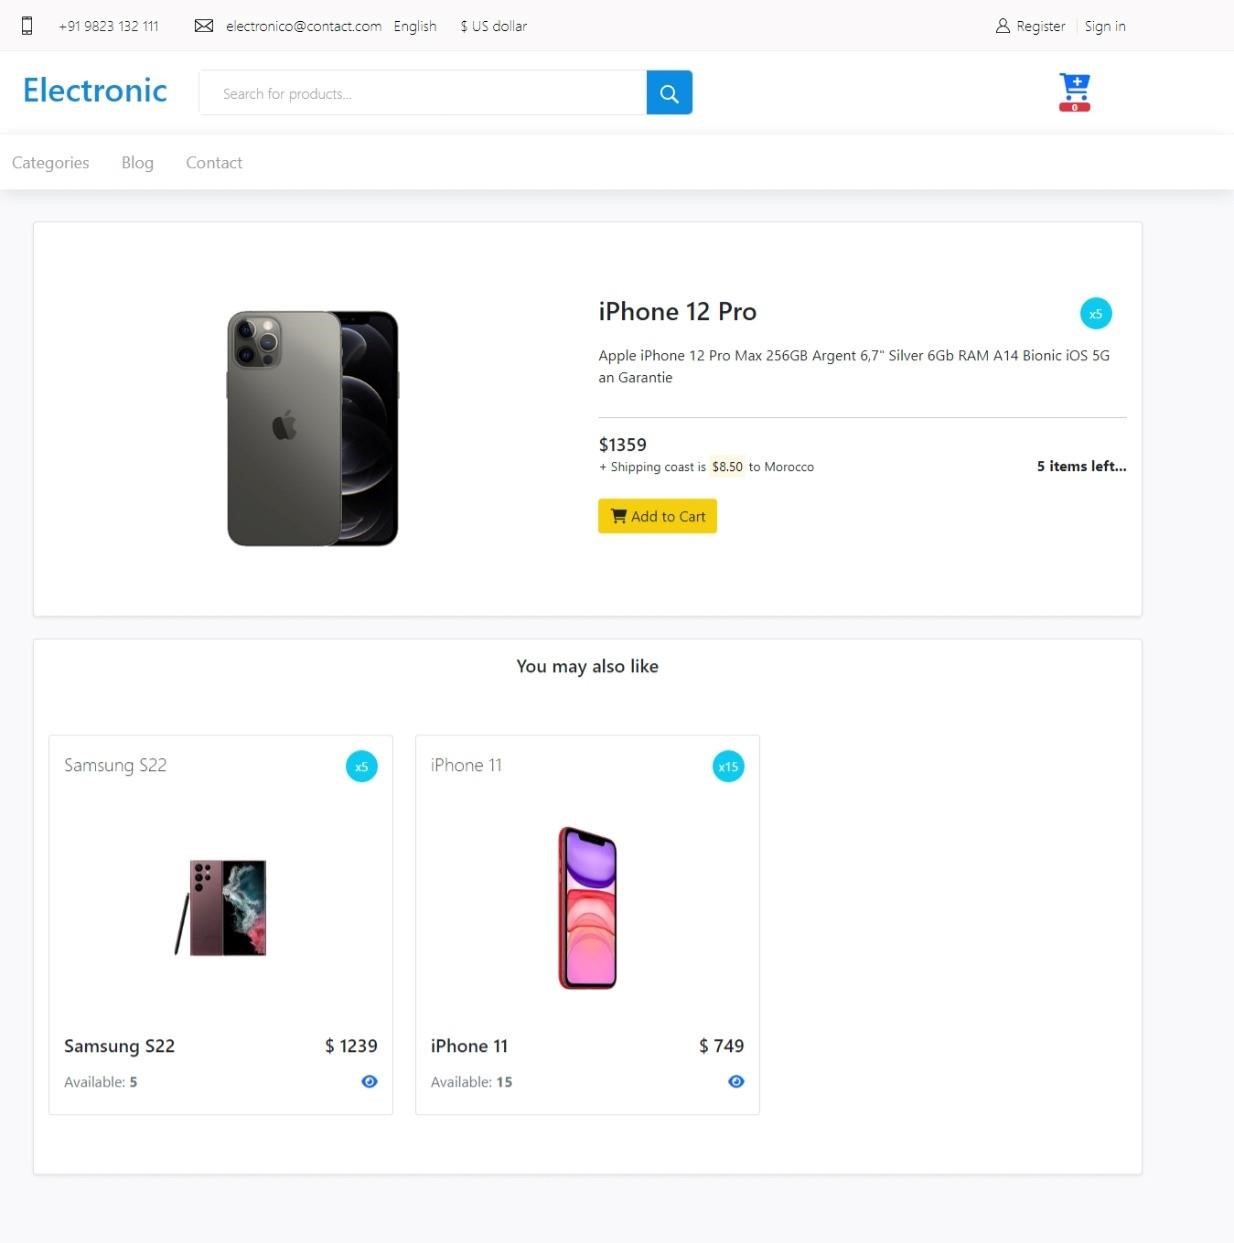 +91 9823 132 111 electronico@contact.com English $ US dollar Register Sign in
Electronic Search for products... 0
Categories Blog Contact
iPhone 12 Pro x5
Apple iPhone 12 Pro Max 256GB Argent 6,7" Silver 6Gb RAM A14 Bionic iOS 5G
an Garantie
$1359
+ Shipping coast is $8.50 to Morocco 5 items left...
Add to Cart
You may also like
Samsung S22 x5
iPhone 11 x15
Samsung S22 $ 1239
Available: 5
iPhone 11 $ 749
Available: 15